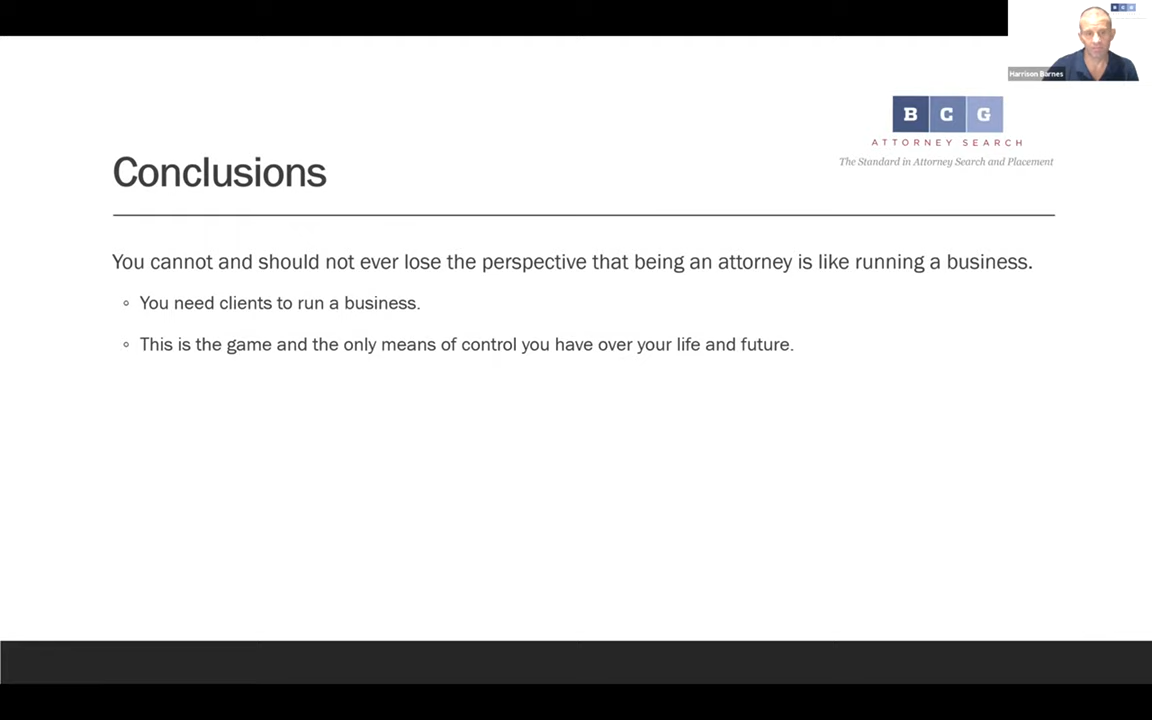 B C G
Harrison Barnes
B C G
ATTORNEY SEARCH
The Standard in Attorney Search and Placement
Conclusions
You cannot and should not ever lose the perspective that being an attorney is like running a business.
◦ You need clients to run a business.
◦ This is the game and the only means of control you have over your life and future.